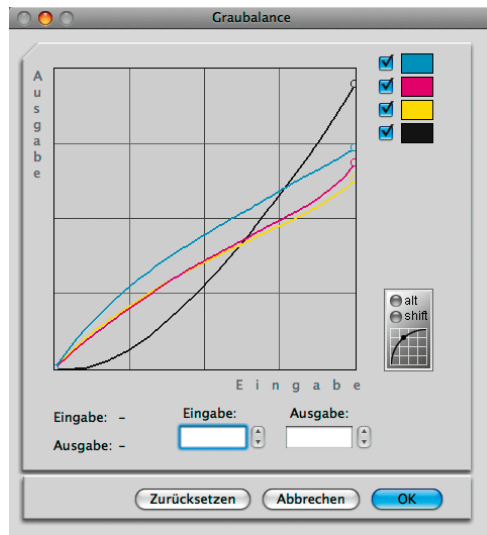 Graubalance
Ausgabe
alt
shift
Eingabe
Eingabe: –
Ausgabe: –
Eingabe:
Ausgabe:
Zurücksetzen
Abbrechen
OK